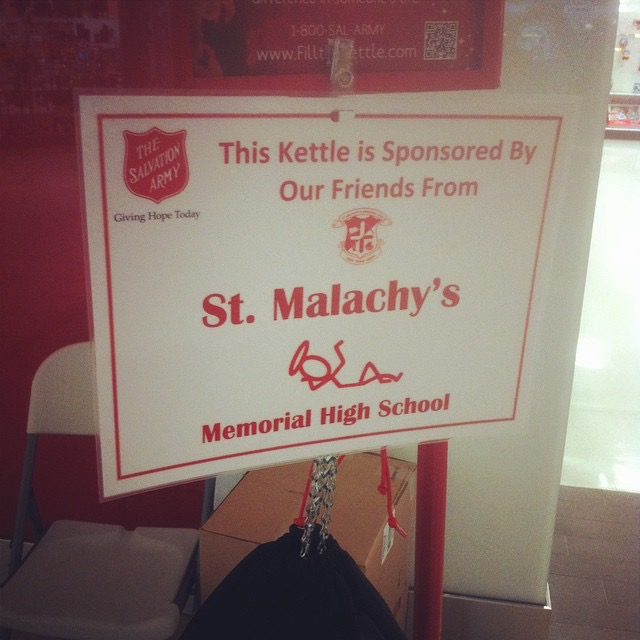 1-800-SAL-ARMY
THE
SALVATION
ARMY
Giving Hope Today
This Kettle is Sponsored By
Our Friends From
St. Malachy's
Memorial High School